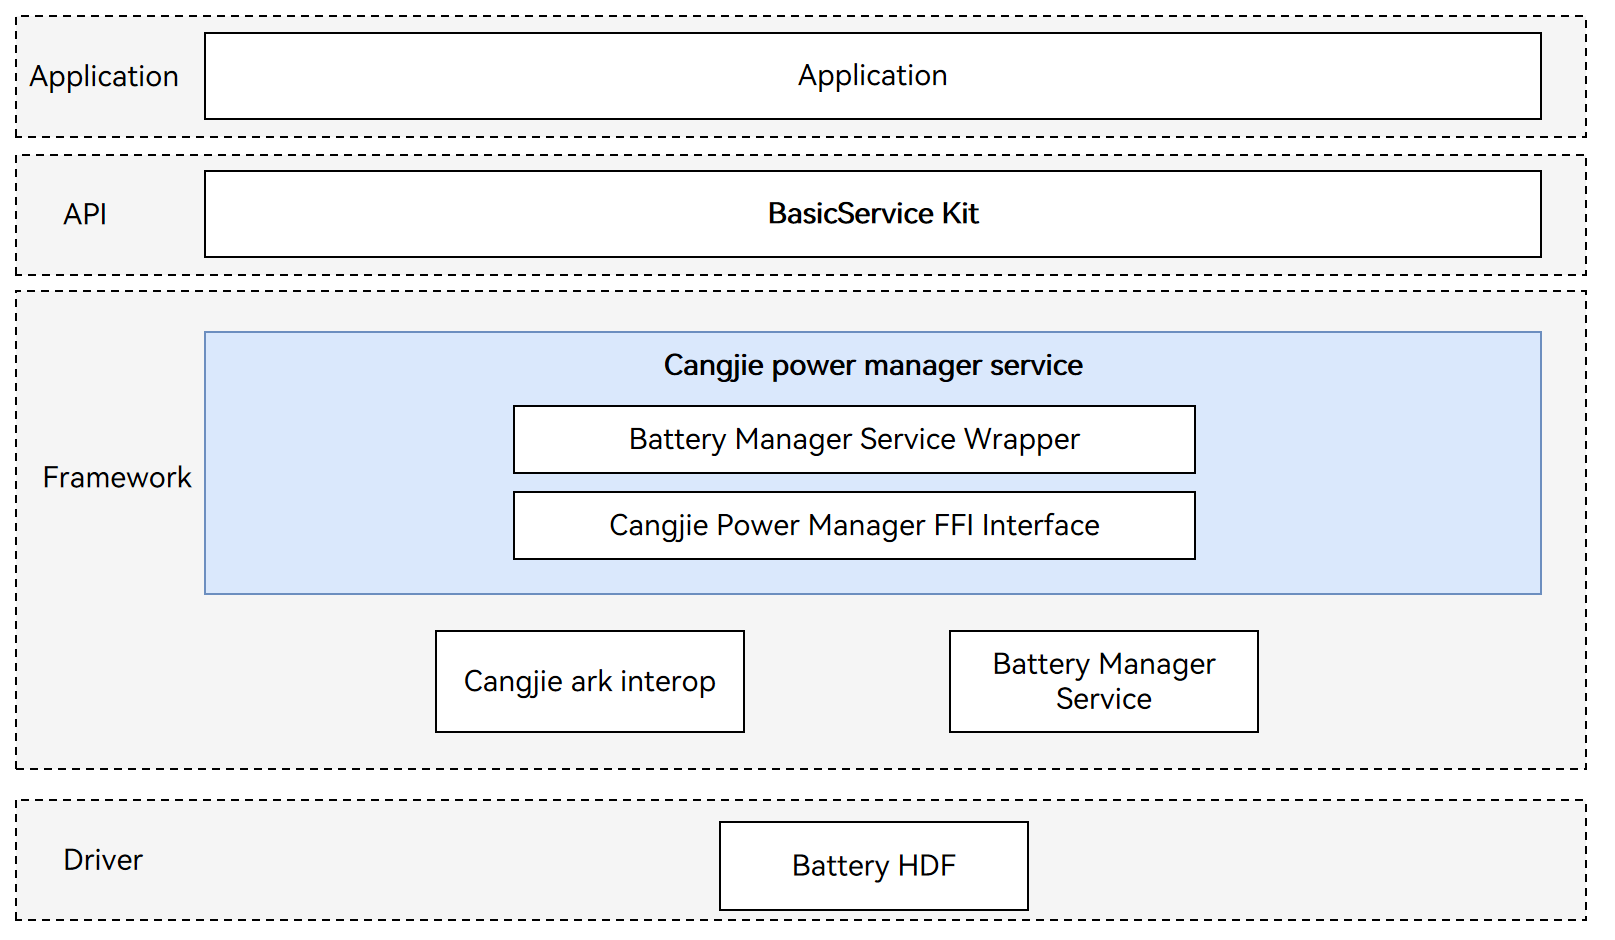 Application
Application
API
BasicService Kit
Framework
Cangjie power manager service
Battery Manager Service Wrapper
Cangjie Power Manager FFI Interface
Cangjie ark interop
Battery Manager
Service
Driver
Battery HDF